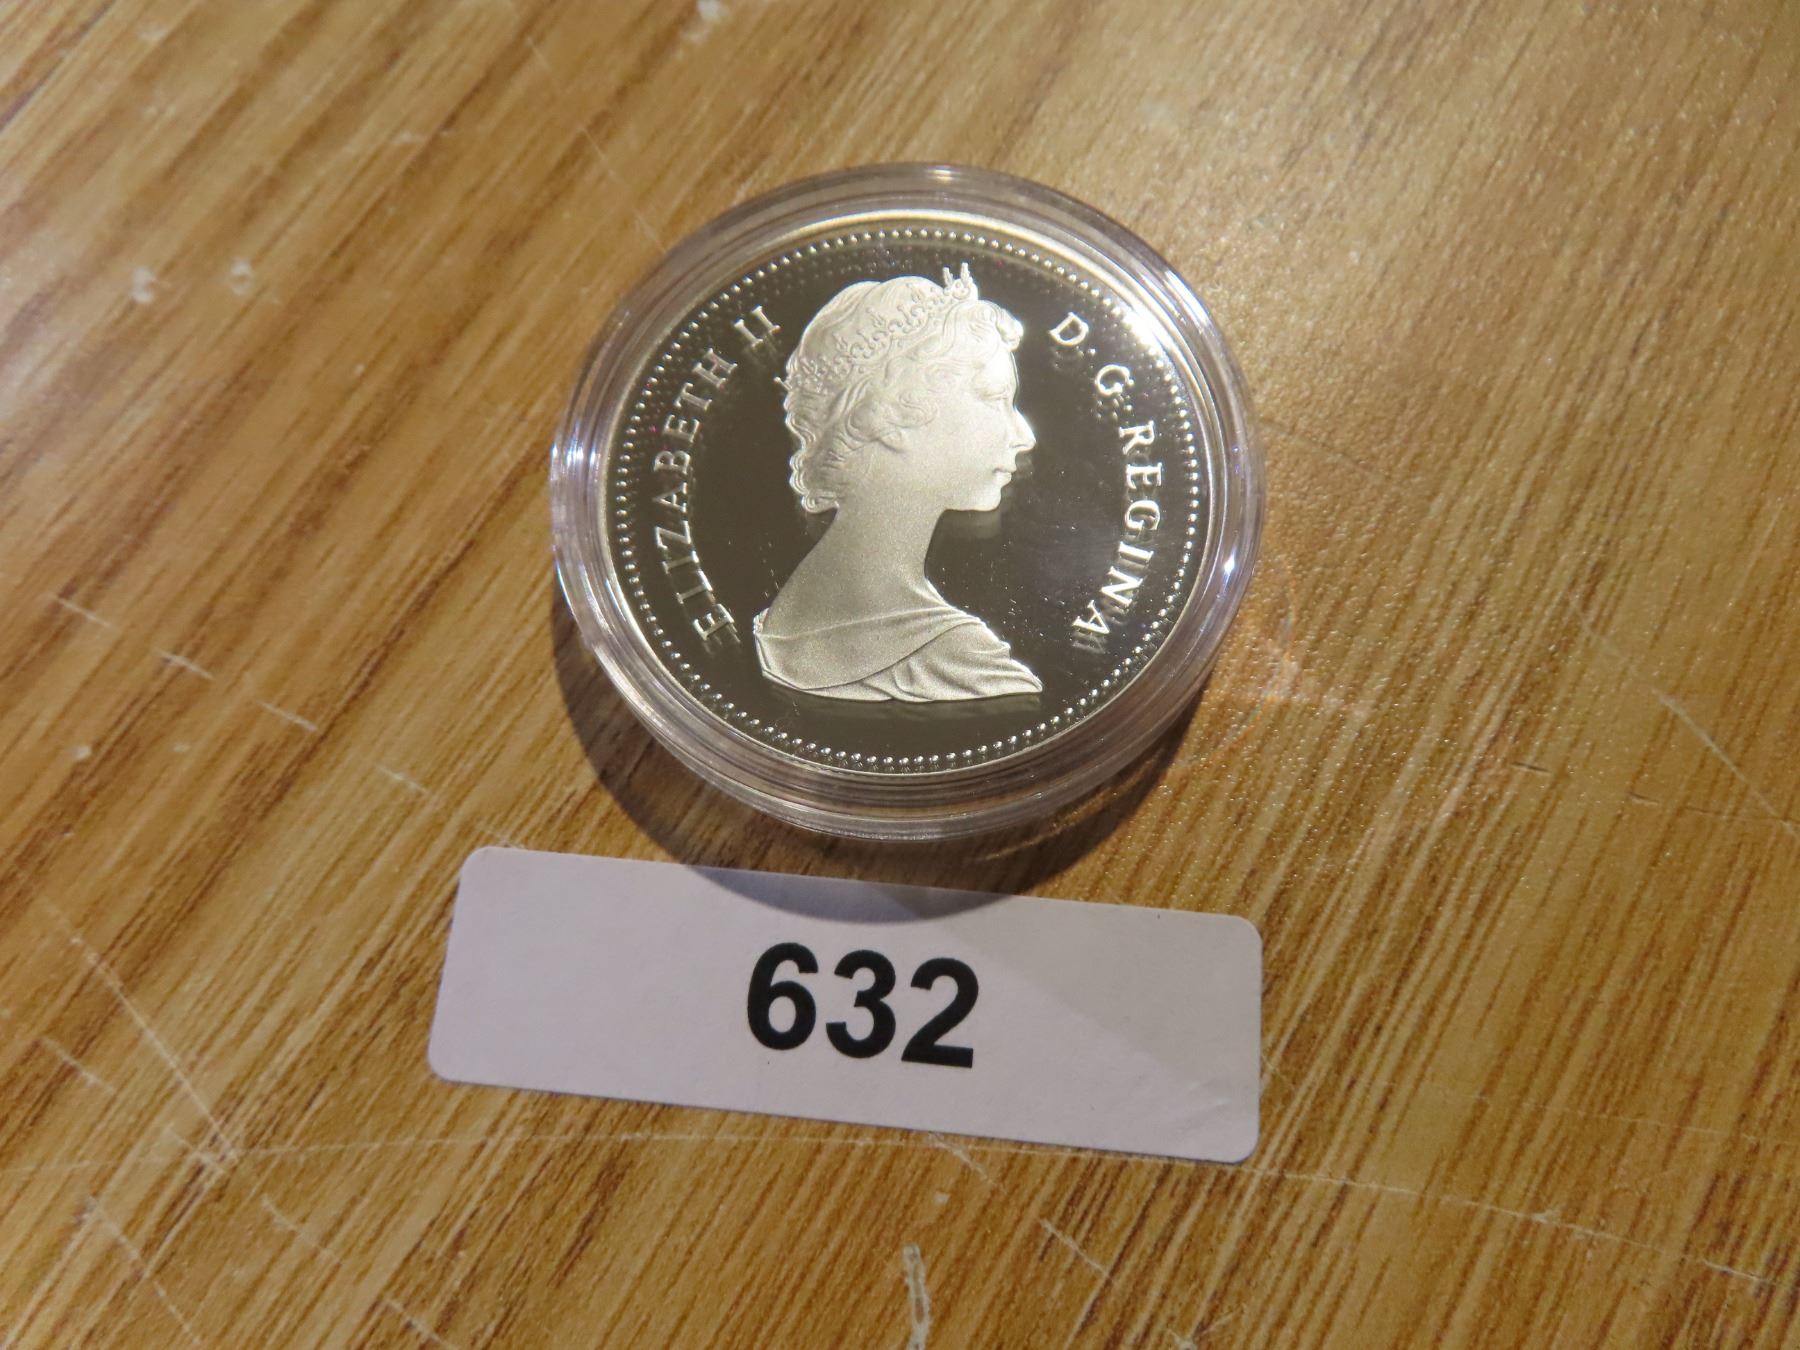 ELIZABETH II D·G·REGINA
632